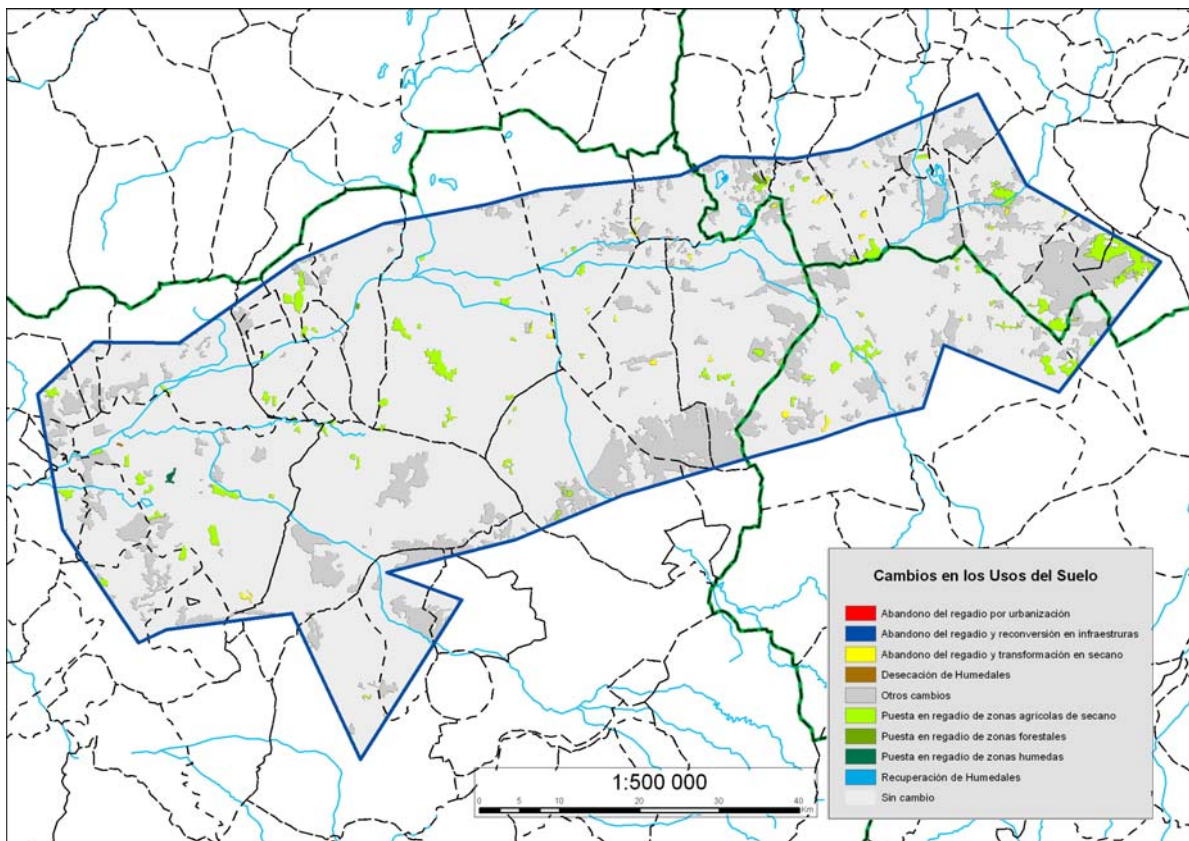 Cambios en los Usos del Suelo
Abandono del regadio por urbanización
Abandono del regadio y reconversión en infraestruras
Abandono del regadio y transformación en secano
Desecación de Humedales
Otros cambios
Puesta en regadio de zonas agrícolas de secano
Puesta en regadio de zonas forestales
Puesta en regadio de zonas humedas
Recuperación de Humedales
Sin cambio
1:500 000
0 5 10 20 30 40
Km